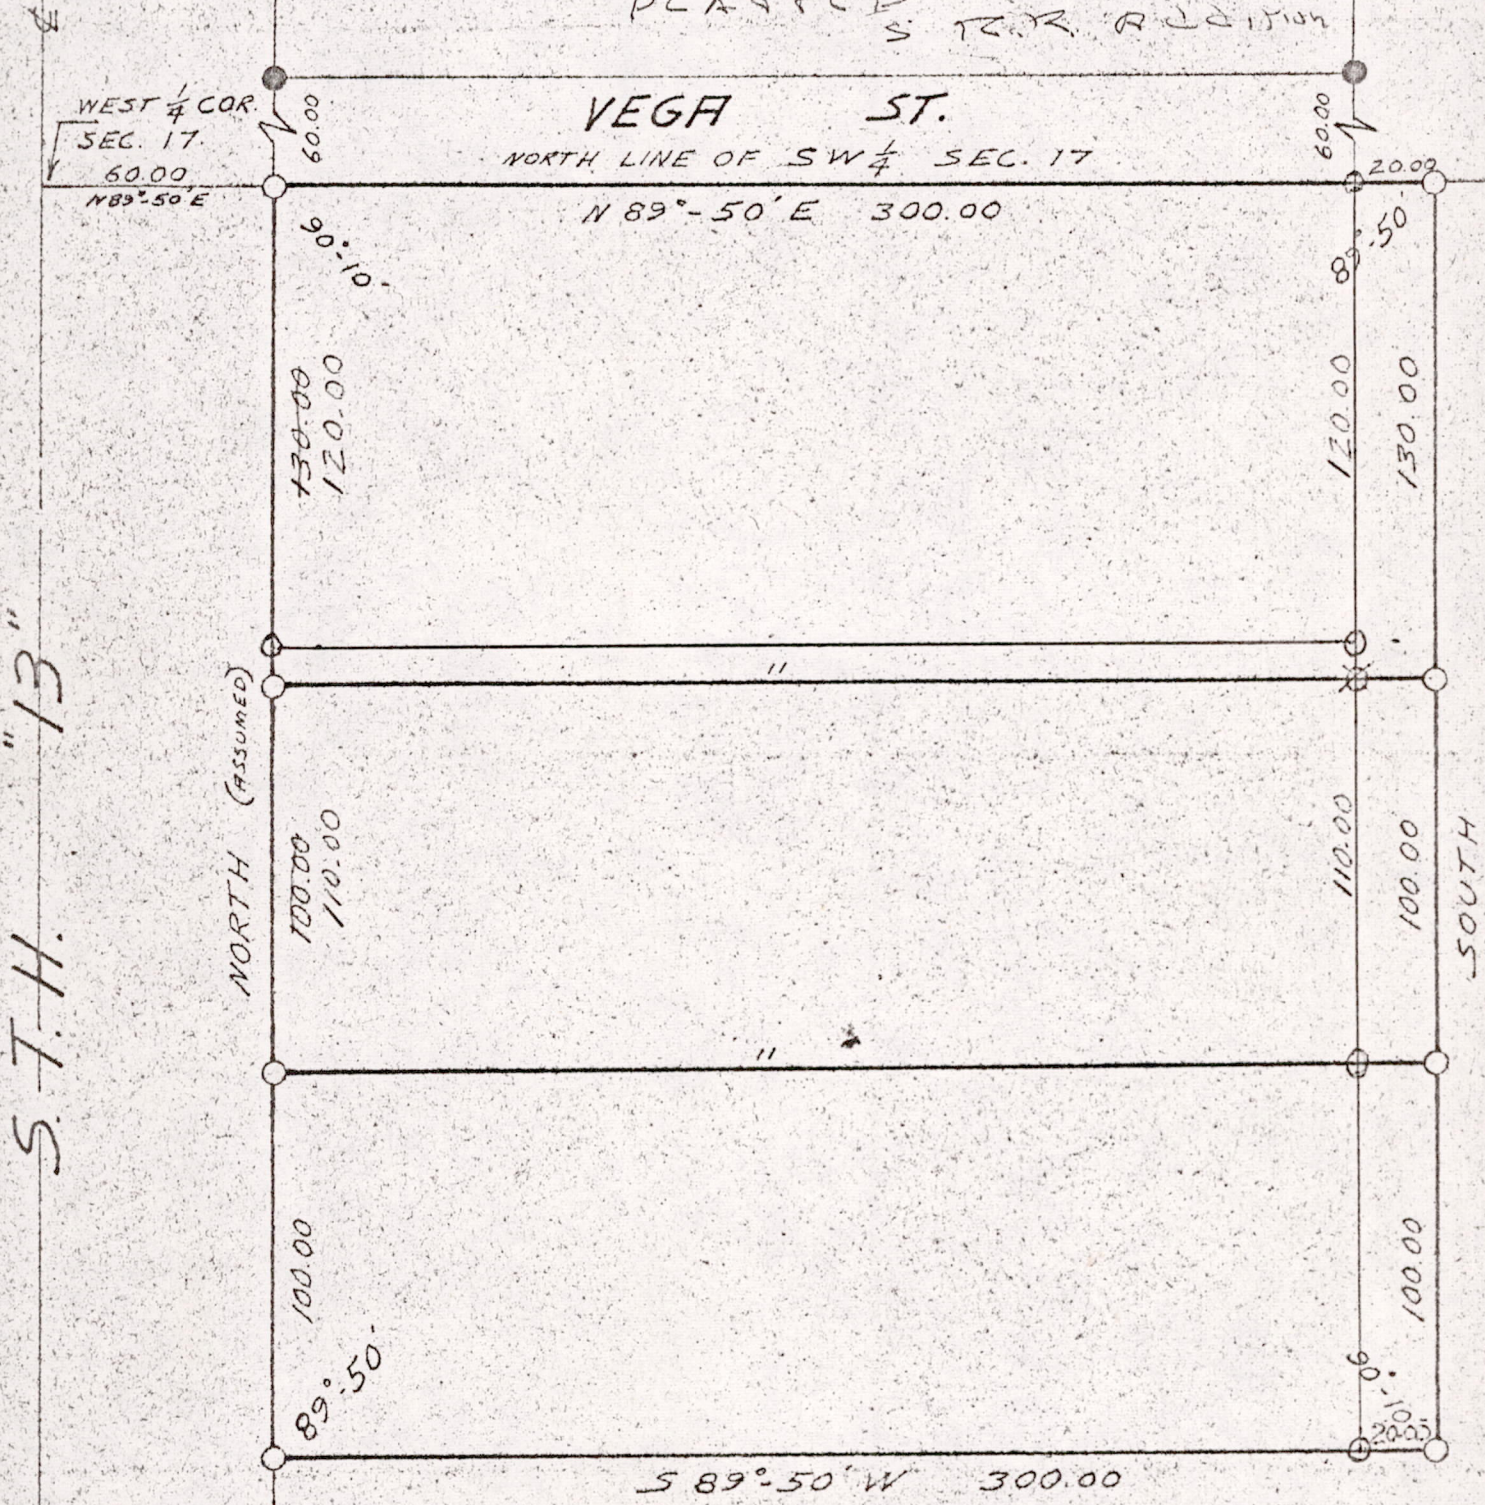 S R.R. Addition
WEST 1/4 COR.
SEC. 17.
60.00
N89°-50'E
60.00
VEGA ST.
NORTH LINE OF SW 1/4 SEC. 17
60.00
20.00
N 89°-50' E 300.00
90°-10'
89°-50'
130.00
120.00
120.00
130.00
"
S. T. H. "13"
NORTH (ASSUMED)
100.00
110.00
110.00
100.00
SOUTH
"
100.00
100.00
89°-50'
90°-10'
S 89°-50' W 300.00